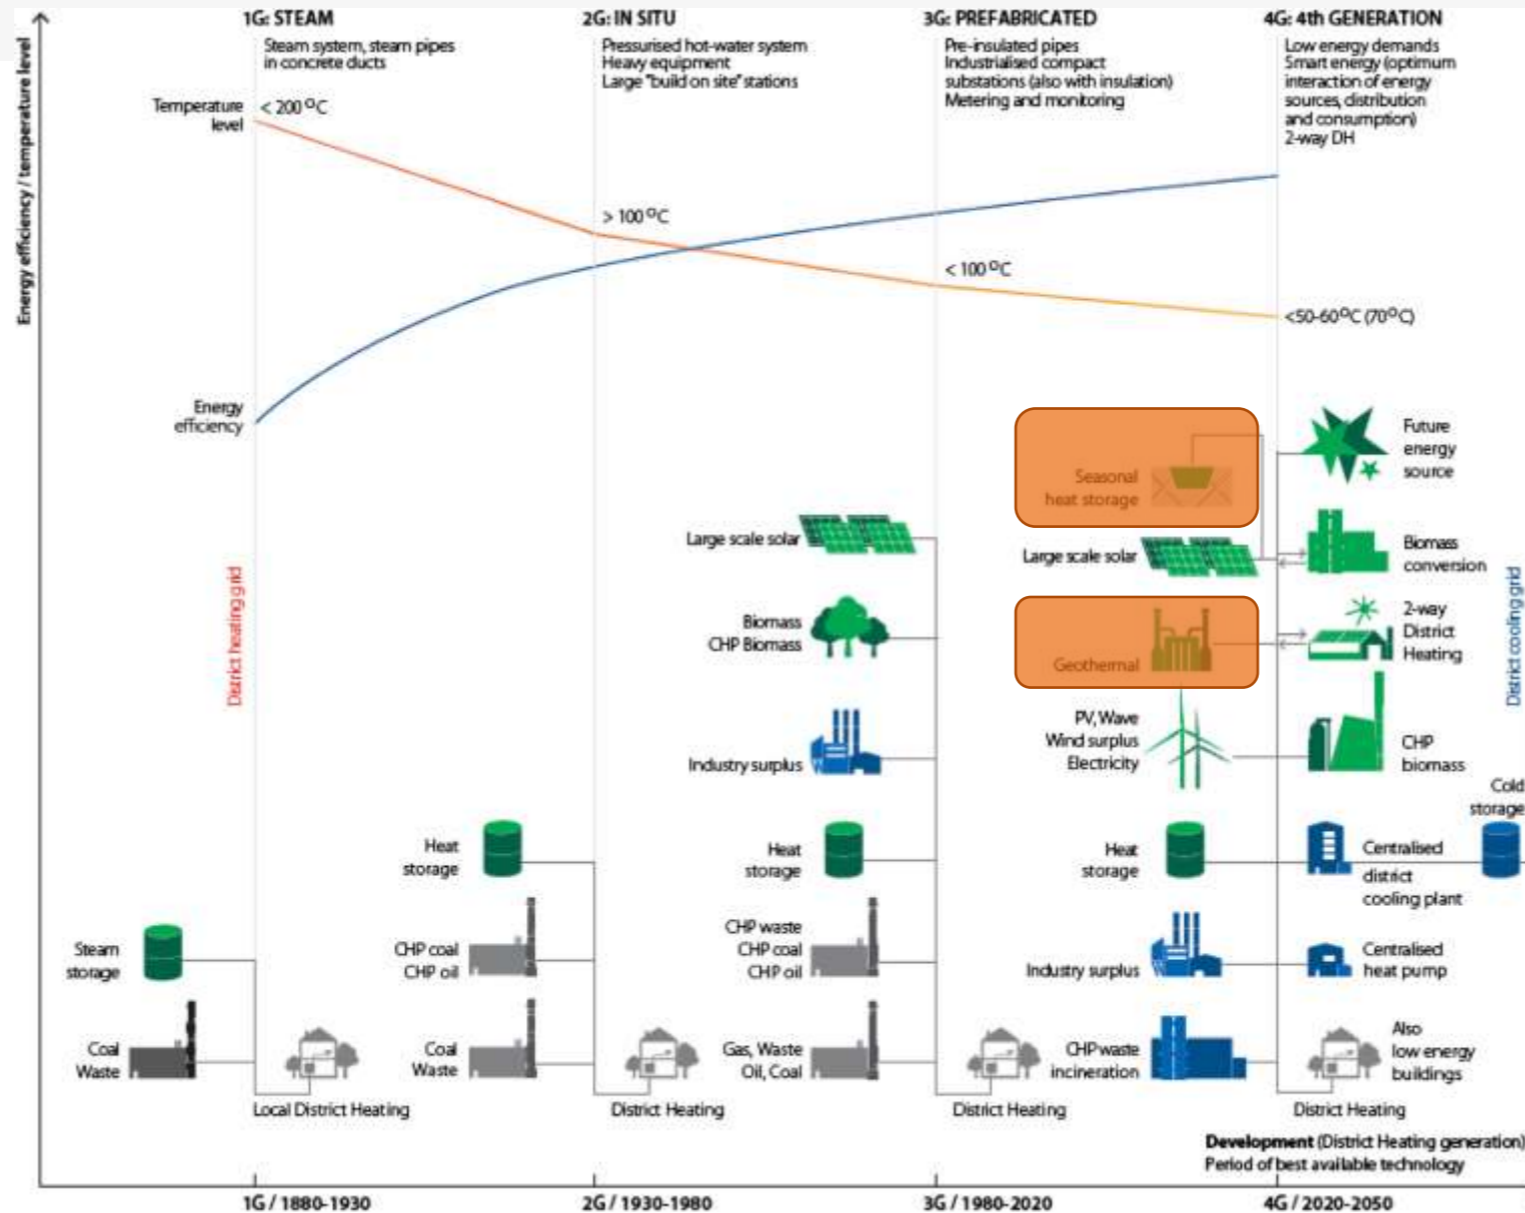 1G: STEAM
Steam system, steam pipes
in concrete ducts
2G: IN SITU
Pressurised hot-water system
Heavy equipment
Large "build on site" stations
3G: PREFABRICATED
Pre-insulated pipes
Industrialised compact
substations (also with insulation)
Metering and monitoring
4G: 4th GENERATION
Low energy demands
Smart energy (optimum
interaction of energy
sources, distribution
and consumption)
2-way DH
Energy efficiency / temperature level
Temperature
level
< 200 °C
> 100 °C
< 100 °C
<50-60°C (70°C)
Energy
efficiency
District heating grid
Steam
storage
Coal
Waste
Local District Heating
Heat
storage
CHP coal
CHP oil
Coal
Waste
District Heating
Large scale solar
Biomass
CHP Biomass
Industry surplus
Heat
storage
CHP waste
CHP coal
CHP oil
Gas, Waste
Oil, Coal
District Heating
Seasonal
heat storage
Large scale solar
Geothermal
PV, Wave
Wind surplus
Electricity
Heat
storage
Industry surplus
CHP waste
incineration
Future
energy
source
Biomass
conversion
2-way
District
Heating
CHP
biomass
Cold
storage
Centralised
district
cooling plant
Centralised
heat pump
Also
low energy
buildings
District Heating
District cooling grid
Development (District Heating generation)
Period of best available technology
1G / 1880-1930
2G / 1930-1980
3G / 1980-2020
4G / 2020-2050